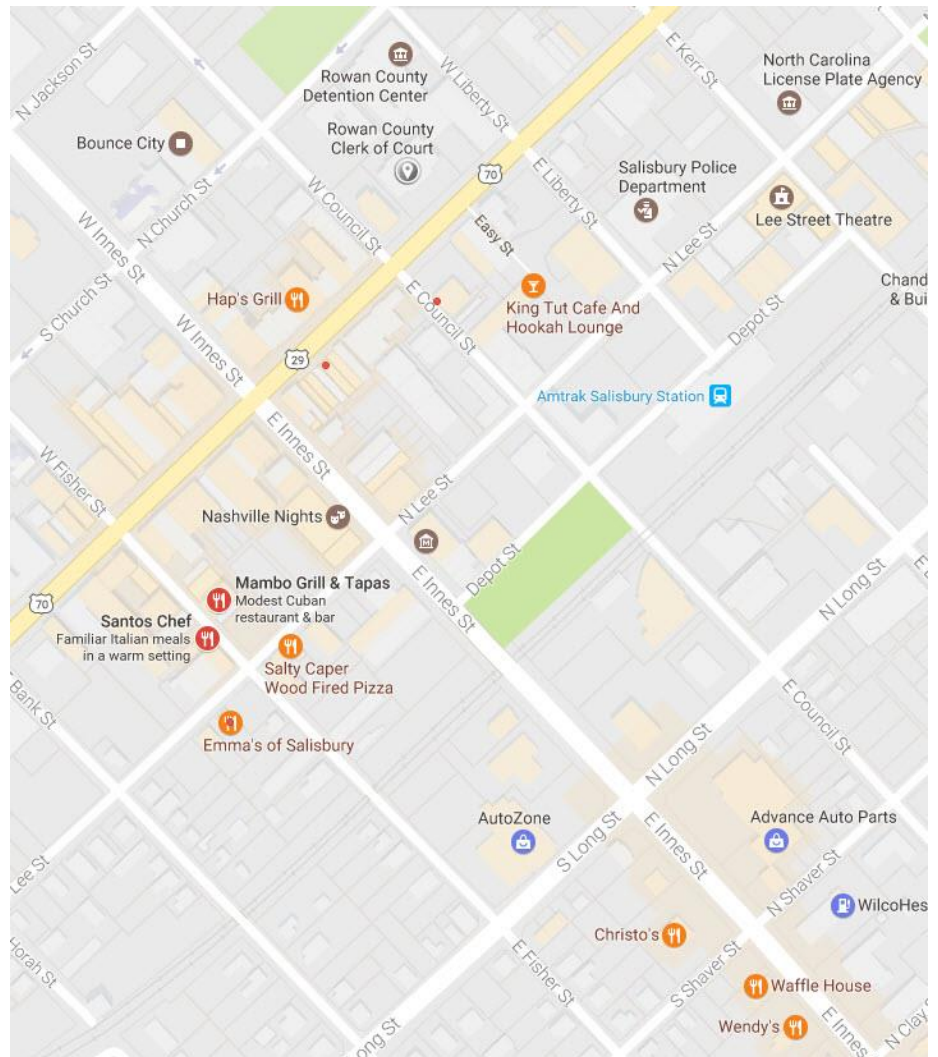 N Jackson St
Rowan County
Detention Center
W Liberty St
E Kerr St
North Carolina
License Plate Agency
Bounce City
Rowan County
Clerk of Court
70
E Liberty St
Salisbury Police
Department
N Church St
W Council St
Lee Street Theatre
W Innes St
Easy St
N Lee St
S Church St
Hap's Grill
E Council St
King Tut Cafe And
Hookah Lounge
Chand
& Bui
Depot St
W Innes St
29
Amtrak Salisbury Station
E Innes St
W Fisher St
Nashville Nights
N Lee St
Depot St
E Innes St
70
Mambo Grill & Tapas
Modest Cuban
restaurant & bar
Santos Chef
Familiar Italian meals
in a warm setting
N Long St
E
Salty Caper
Wood Fired Pizza
Bank St
Emma's of Salisbury
E Council St
N Long St
AutoZone
S Long St
E Innes St
Advance Auto Parts
Lee St
N Shaver St
WilcoHes
Horah St
Christo's
E Fisher St
S Shaver St
Waffle House
Wendy's
E Innes
N Clay S
Long St